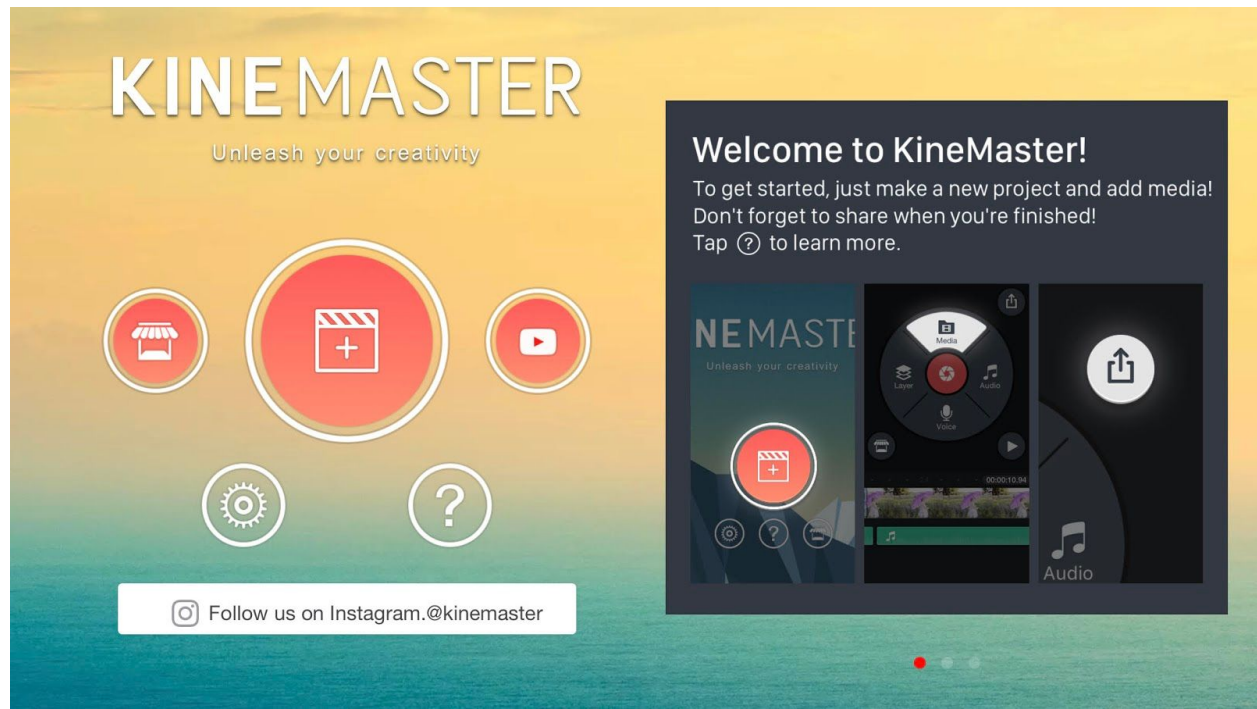 KINEMASTER
Unleash your creativity
Follow us on Instagram.@kinemaster
Welcome to KineMaster!
To get started, just make a new project and add media!
Don't forget to share when you're finished!
Tap ? to learn more.
NEMASTE
Unleash your creativity
?
Media
Layer
Audio
Voice
00:00:10.94
Audio